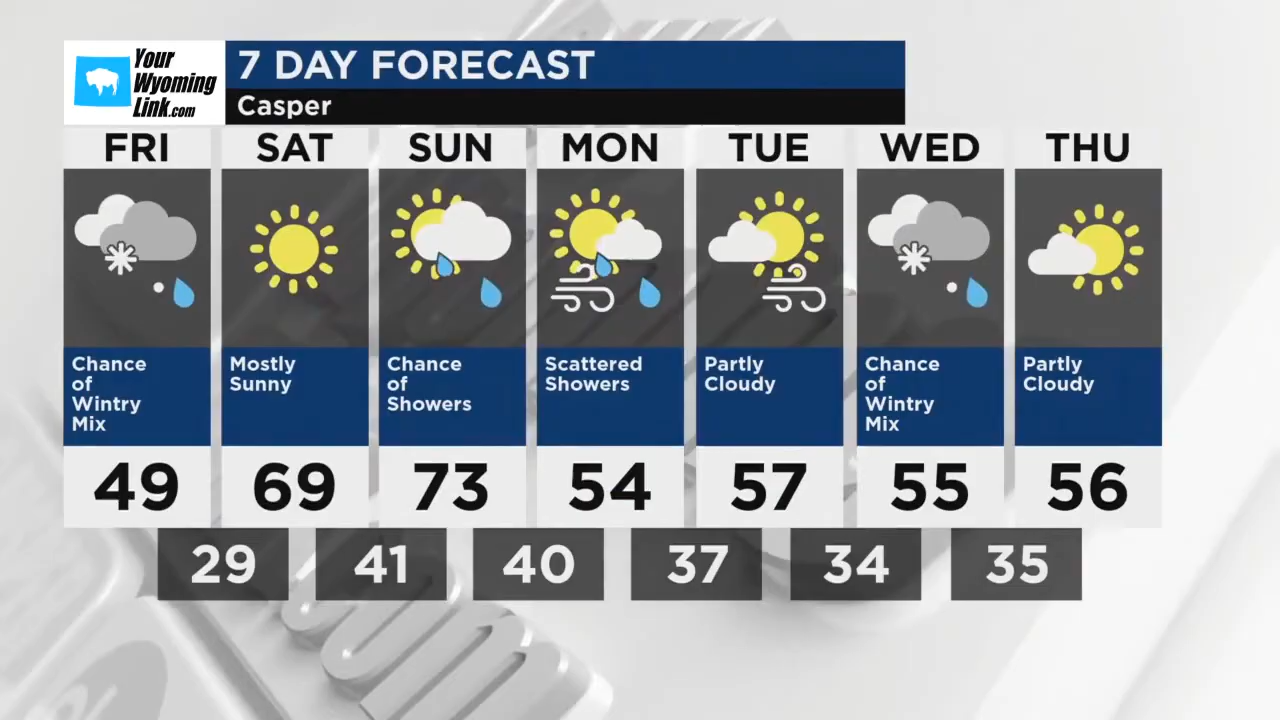 Your
Wyoming
Link.com
7 DAY FORECAST
Casper
FRI SAT SUN MON TUE WED THU
Chance
of
Wintry
Mix
Mostly
Sunny
Chance
of
Showers
Scattered
Showers
Partly
Cloudy
Chance
of
Wintry
Mix
Partly
Cloudy
49 69 73 54 57 55 56
29 41 40 37 34 35